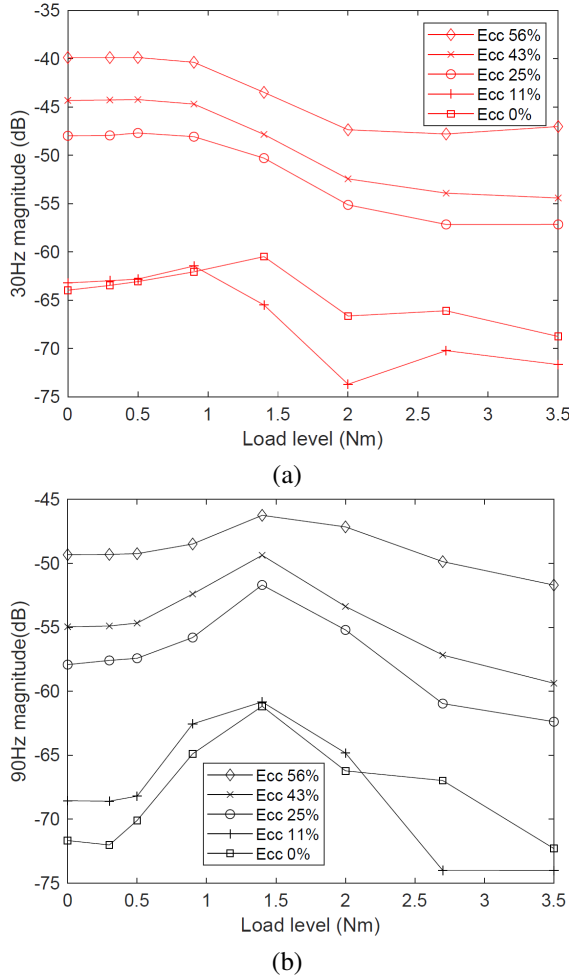 -35
-40
-45
-50
-55
-60
-65
-70
-75
30Hz magnitude (dB)
Ecc 56%
Ecc 43%
Ecc 25%
Ecc 11%
Ecc 0%
0 0.5 1 1.5 2 2.5 3 3.5
Load level (Nm)
(a)
-45
-50
-55
-60
-65
-70
-75
90Hz magnitude(dB)
Ecc 56%
Ecc 43%
Ecc 25%
Ecc 11%
Ecc 0%
0 0.5 1 1.5 2 2.5 3 3.5
Load level (Nm)
(b)